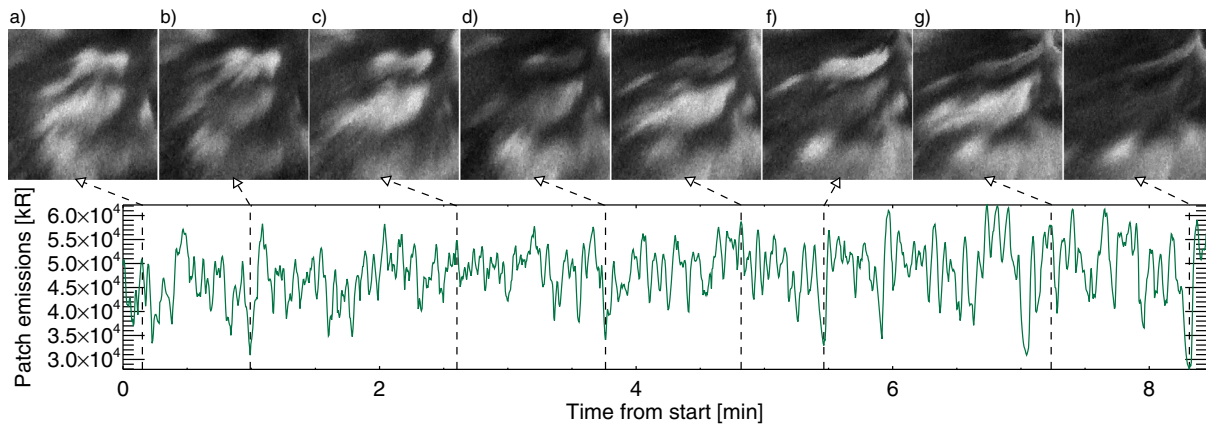 a) b) c) d) e) f) g) h)
Patch emissions [kR]
6.0×10⁴
5.5×10⁴
5.0×10⁴
4.5×10⁴
4.0×10⁴
3.5×10⁴
3.0×10⁴
0 2 4 6 8
Time from start [min]